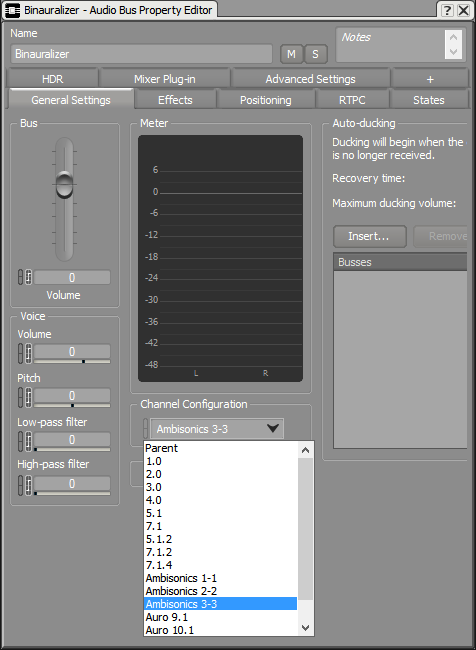 Binauralizer - Audio Bus Property Editor
? X
Name
Binauralizer
M S
Notes
HDR Mixer Plug-in Advanced Settings +
General Settings Effects Positioning RTPC States
Bus
0
Volume
Voice
Volume
0
Pitch
0
Low-pass filter
0
High-pass filter
0
Meter
6
0
-6
-12
-18
-24
-30
-36
-42
-48
L R
Channel Configuration
Ambisonics 3-3
Parent
1.0
2.0
3.0
4.0
5.1
7.1
5.1.2
7.1.2
7.1.4
Ambisonics 1-1
Ambisonics 2-2
Ambisonics 3-3
Auro 9.1
Auro 10.1
Auto-ducking
Ducking will begin when the
is no longer received.
Recovery time:
Maximum ducking volume:
Insert... Remove
Busses